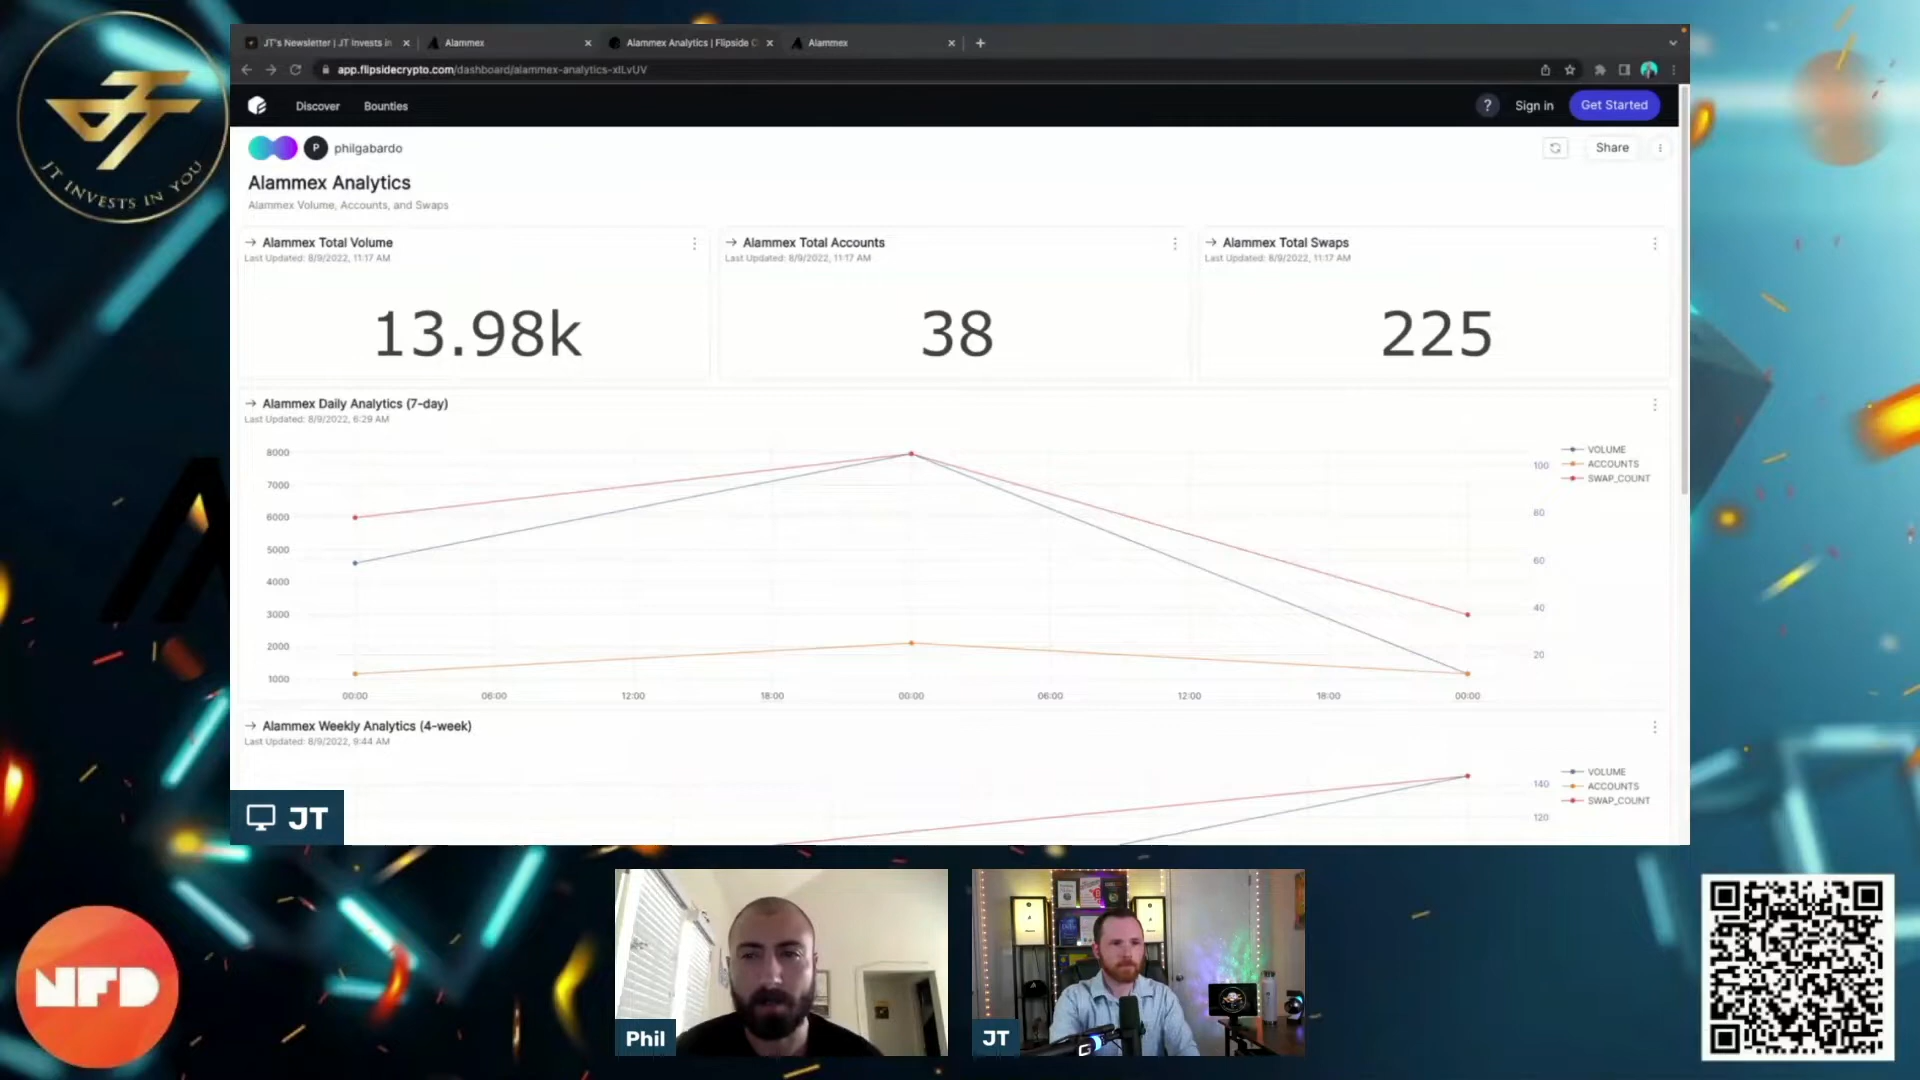 JT INVESTS IN YOU
JT's Newsletter | JT Invests in
Alammex
Alammex Analytics | Flipside C
Alammex
app.flipsidecrypto.com/dashboard/alammex-analytics-xlLvUV
Discover
Bounties
?
Sign in
Get Started
P
philgabardo
Share
Alammex Analytics
Alammex Volume, Accounts, and Swaps
Alammex Total Volume
Last Updated: 8/9/2022, 11:17 AM
13.98k
Alammex Total Accounts
Last Updated: 8/9/2022, 11:17 AM
38
Alammex Total Swaps
Last Updated: 8/9/2022, 11:17 AM
225
Alammex Daily Analytics (7-day)
Last Updated: 8/9/2022, 6:29 AM
8000
7000
6000
5000
4000
3000
2000
1000
100
80
60
40
20
VOLUME
ACCOUNTS
SWAP_COUNT
00:00
06:00
12:00
18:00
00:00
06:00
12:00
18:00
00:00
Alammex Weekly Analytics (4-week)
Last Updated: 8/9/2022, 9:44 AM
140
120
VOLUME
ACCOUNTS
SWAP_COUNT
JT
NFD
Phil
JT